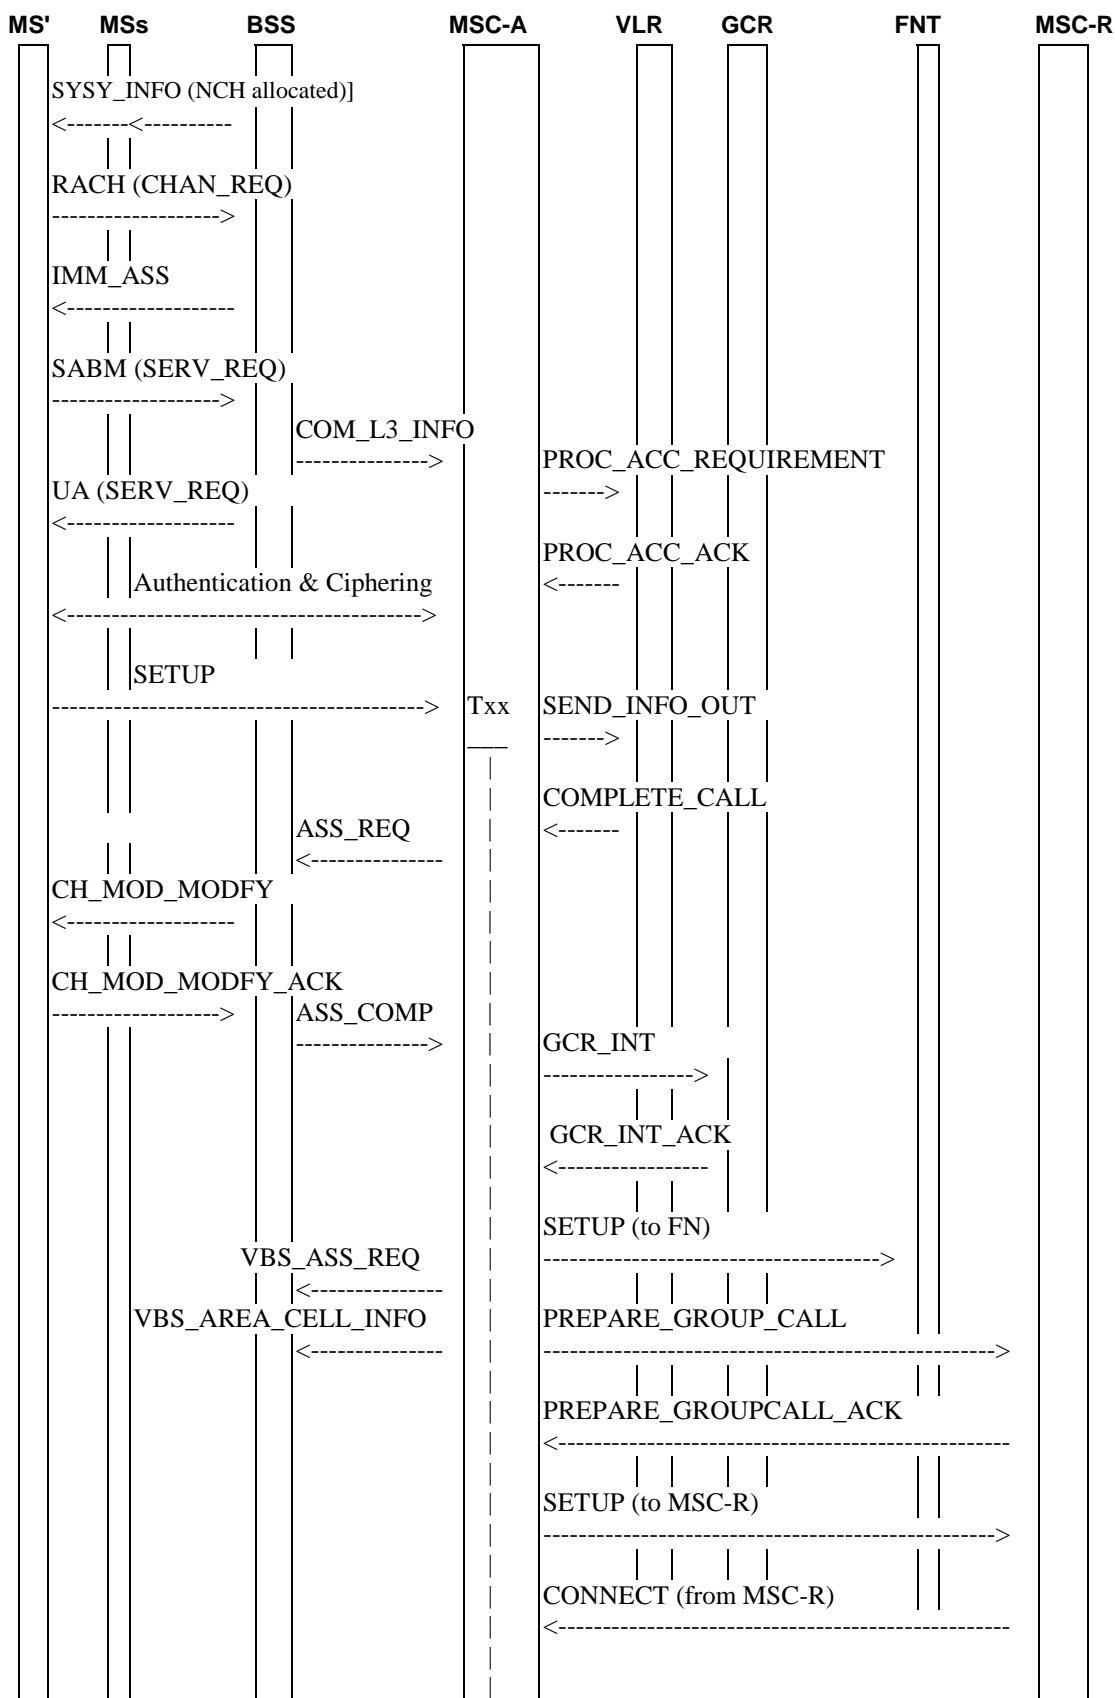 MS' MSs BSS MSC-A VLR GCR FNT MSC-R
SYSY_INFO (NCH allocated)]
<-------<----------
RACH (CHAN_REQ)
------------------->
IMM_ASS
<-------------------
SABM (SERV_REQ)
------------------->
COM_L3_INFO
---------------> PROC_ACC_REQUIREMENT
UA (SERV_REQ) ------->
<-------------------
PROC_ACC_ACK
Authentication & Ciphering <-------
<--------------------------------------->
SETUP
------------------------------------------> Txx SEND_INFO_OUT
___ ------->
COMPLETE_CALL
ASS_REQ <-------
<---------------
CH_MOD_MODFY
<-------------------
CH_MOD_MODFY_ACK
-------------------> ASS_COMP
---------------> GCR_INT
----------------->
GCR_INT_ACK
<-----------------
SETUP (to FN)
VBS_ASS_REQ -------------------------------------->
<---------------
VBS_AREA_CELL_INFO PREPARE_GROUP_CALL
<--------------- --------------------------------------------------->
PREPARE_GROUPCALL_ACK
<---------------------------------------------------
SETUP (to MSC-R)
--------------------------------------------------->
CONNECT (from MSC-R)
<---------------------------------------------------